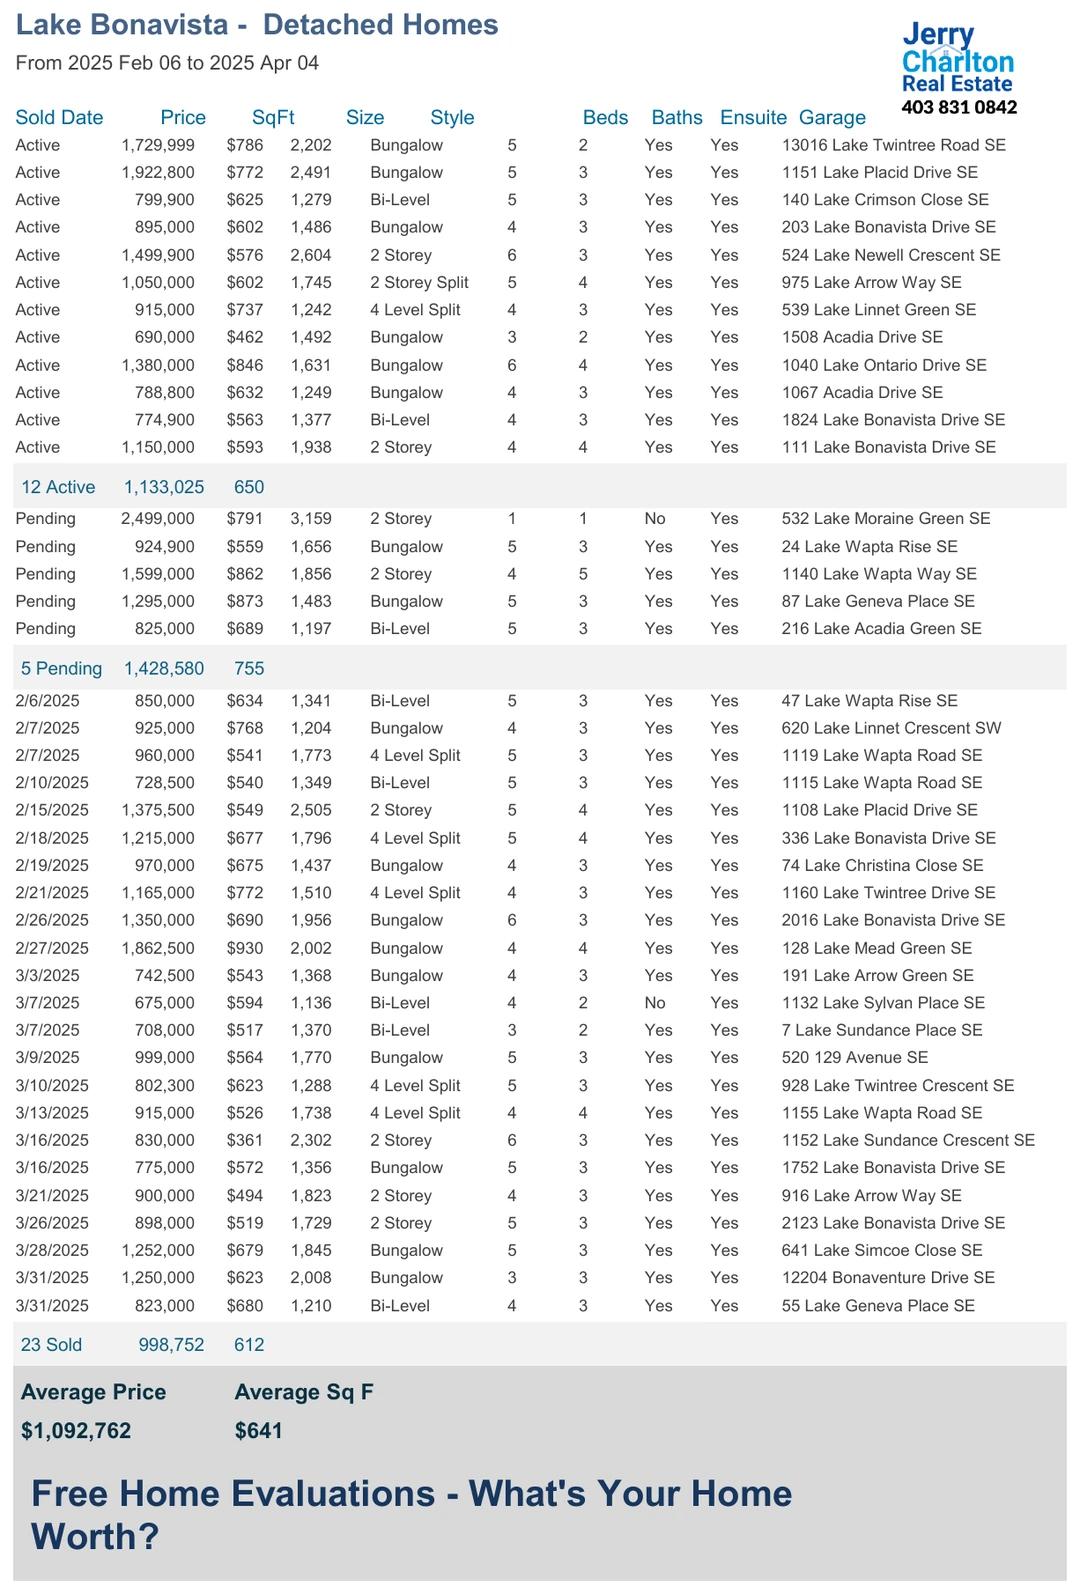 Lake Bonavista -  Detached Homes
From 2025 Feb 06 to 2025 Apr 04
Jerry
Charlton
Real Estate
403 831 0842
Sold Date Price SqFt Size Style Beds Baths Ensuite Garage
Active 1,729,999 $786 2,202 Bungalow 5 2 Yes Yes 13016 Lake Twintree Road SE
Active 1,922,800 $772 2,491 Bungalow 5 3 Yes Yes 1151 Lake Placid Drive SE
Active 799,900 $625 1,279 Bi-Level 5 3 Yes Yes 140 Lake Crimson Close SE
Active 895,000 $602 1,486 Bungalow 4 3 Yes Yes 203 Lake Bonavista Drive SE
Active 1,499,900 $576 2,604 2 Storey 6 3 Yes Yes 524 Lake Newell Crescent SE
Active 1,050,000 $602 1,745 2 Storey Split 5 4 Yes Yes 975 Lake Arrow Way SE
Active 915,000 $737 1,242 4 Level Split 4 3 Yes Yes 539 Lake Linnet Green SE
Active 690,000 $462 1,492 Bungalow 3 2 Yes Yes 1508 Acadia Drive SE
Active 1,380,000 $846 1,631 Bungalow 6 4 Yes Yes 1040 Lake Ontario Drive SE
Active 788,800 $632 1,249 Bungalow 4 3 Yes Yes 1067 Acadia Drive SE
Active 774,900 $563 1,377 Bi-Level 4 3 Yes Yes 1824 Lake Bonavista Drive SE
Active 1,150,000 $593 1,938 2 Storey 4 4 Yes Yes 111 Lake Bonavista Drive SE
12 Active 1,133,025 650
Pending 2,499,000 $791 3,159 2 Storey 1 1 No Yes 532 Lake Moraine Green SE
Pending 924,900 $559 1,656 Bungalow 5 3 Yes Yes 24 Lake Wapta Rise SE
Pending 1,599,000 $862 1,856 2 Storey 4 5 Yes Yes 1140 Lake Wapta Way SE
Pending 1,295,000 $873 1,483 Bungalow 5 3 Yes Yes 87 Lake Geneva Place SE
Pending 825,000 $689 1,197 Bi-Level 5 3 Yes Yes 216 Lake Acadia Green SE
5 Pending 1,428,580 755
2/6/2025 850,000 $634 1,341 Bi-Level 5 3 Yes Yes 47 Lake Wapta Rise SE
2/7/2025 925,000 $768 1,204 Bungalow 4 3 Yes Yes 620 Lake Linnet Crescent SW
2/7/2025 960,000 $541 1,773 4 Level Split 5 3 Yes Yes 1119 Lake Wapta Road SE
2/10/2025 728,500 $540 1,349 Bi-Level 5 3 Yes Yes 1115 Lake Wapta Road SE
2/15/2025 1,375,500 $549 2,505 2 Storey 5 4 Yes Yes 1108 Lake Placid Drive SE
2/18/2025 1,215,000 $677 1,796 4 Level Split 5 4 Yes Yes 336 Lake Bonavista Drive SE
2/19/2025 970,000 $675 1,437 Bungalow 4 3 Yes Yes 74 Lake Christina Close SE
2/21/2025 1,165,000 $772 1,510 4 Level Split 4 3 Yes Yes 1160 Lake Twintree Drive SE
2/26/2025 1,350,000 $690 1,956 Bungalow 6 3 Yes Yes 2016 Lake Bonavista Drive SE
2/27/2025 1,862,500 $930 2,002 Bungalow 4 4 Yes Yes 128 Lake Mead Green SE
3/3/2025 742,500 $543 1,368 Bungalow 4 3 Yes Yes 191 Lake Arrow Green SE
3/7/2025 675,000 $594 1,136 Bi-Level 4 2 No Yes 1132 Lake Sylvan Place SE
3/7/2025 708,000 $517 1,370 Bi-Level 3 2 Yes Yes 7 Lake Sundance Place SE
3/9/2025 999,000 $564 1,770 Bungalow 5 3 Yes Yes 520 129 Avenue SE
3/10/2025 802,300 $623 1,288 4 Level Split 5 3 Yes Yes 928 Lake Twintree Crescent SE
3/13/2025 915,000 $526 1,738 4 Level Split 4 4 Yes Yes 1155 Lake Wapta Road SE
3/16/2025 830,000 $361 2,302 2 Storey 6 3 Yes Yes 1152 Lake Sundance Crescent SE
3/16/2025 775,000 $572 1,356 Bungalow 5 3 Yes Yes 1752 Lake Bonavista Drive SE
3/21/2025 900,000 $494 1,823 2 Storey 4 3 Yes Yes 916 Lake Arrow Way SE
3/26/2025 898,000 $519 1,729 2 Storey 5 3 Yes Yes 2123 Lake Bonavista Drive SE
3/28/2025 1,252,000 $679 1,845 Bungalow 5 3 Yes Yes 641 Lake Simcoe Close SE
3/31/2025 1,250,000 $623 2,008 Bungalow 3 3 Yes Yes 12204 Bonaventure Drive SE
3/31/2025 823,000 $680 1,210 Bi-Level 4 3 Yes Yes 55 Lake Geneva Place SE
23 Sold 998,752 612
Average Price Average Sq F
$1,092,762 $641
Free Home Evaluations - What's Your Home
Worth?